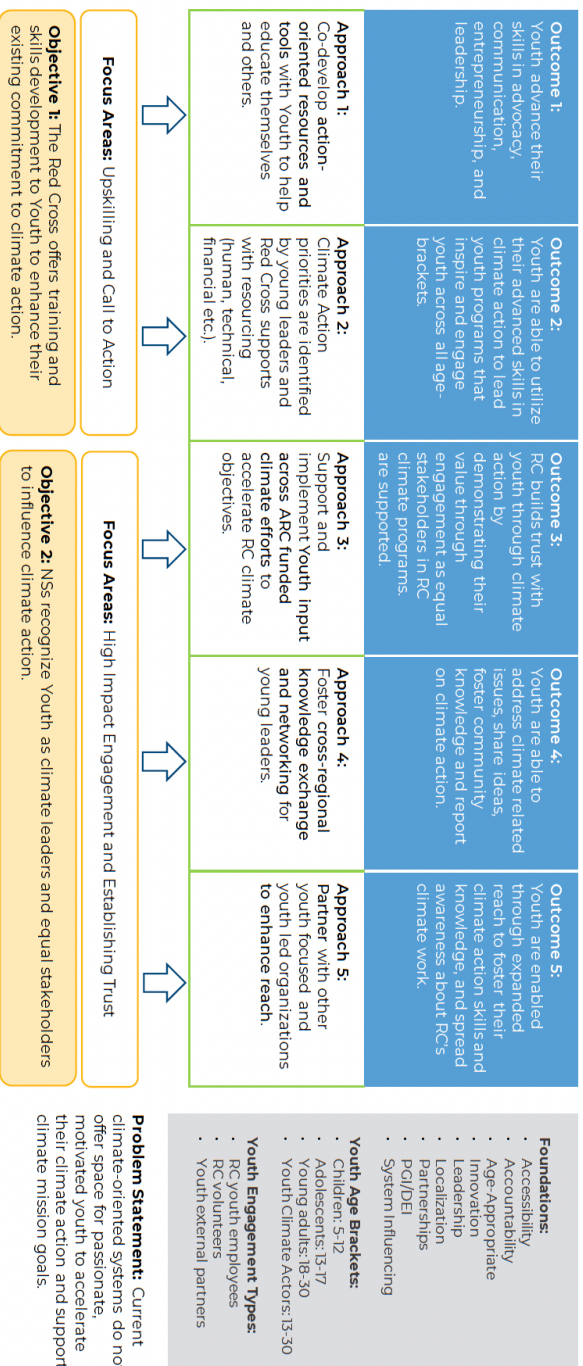 Outcome 1:
Youth advance their
skills in advocacy,
communication,
entrepreneurship, and
leadership.
Outcome 2:
Youth are able to utilize
their advanced skills in
climate action to lead
youth programs that
inspire and engage
youth across all age-
brackets.
Outcome 3:
RC builds trust with
youth through climate
action by
demonstrating their
value through
engagement as equal
stakeholders in RC
climate programs.
are supported.
Outcome 4:
Youth are able to
address climate related
issues, share ideas,
foster community
knowledge and report
on climate action.
Outcome 5:
Youth are enabled
through expanded
reach to foster their
climate action skills and
knowledge, and spread
awareness about RC's
climate work.
Approach 1:
Co-develop action-
oriented resources and
tools with Youth to help
educate themselves
and others.
Approach 2:
Climate Action
priorities are identified
by young leaders and
Red Cross supports
with resourcing
(human, technical,
financial etc.).
Approach 3:
Support and
implement Youth input
across ARC funded
climate efforts to
accelerate RC climate
objectives.
Approach 4:
Foster cross-regional
knowledge exchange
and networking for
young leaders.
Approach 5:
Partner with other
youth focused and
youth led organizations
to enhance reach.
Focus Areas: Upskilling and Call to Action
Focus Areas: High Impact Engagement and Establishing Trust
Objective 1: The Red Cross offers training and
skills development to Youth to enhance their
existing commitment to climate action.
Objective 2: NSs recognize Youth as climate leaders and equal stakeholders
to influence climate action.
Foundations:
• Accessibility
• Accountability
• Age-Appropriate
• Innovation
• Leadership
• Localization
• Partnerships
• PGI/DEI
• System Influencing
Youth Age Brackets:
• Children: 5-12
• Adolescents: 13-17
• Young adults: 18-30
• Youth Climate Actors: 13-30
Youth Engagement Types:
• RC youth employees
• RC volunteers
• Youth external partners
Problem Statement: Current
climate-oriented systems do no
offer space for passionate,
motivated youth to accelerate
their climate action and support
climate mission goals.